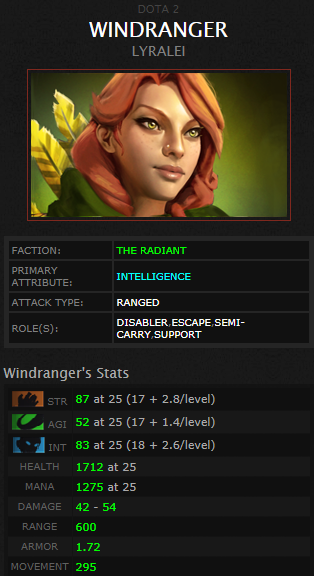 DOTA 2
WINDRANGER
LYRALEI
FACTION: THE RADIANT
PRIMARY ATTRIBUTE: INTELLIGENCE
ATTACK TYPE: RANGED
ROLE(S): DISABLER,ESCAPE,SEMI-
CARRY,SUPPORT
Windranger's Stats
STR 87 at 25 (17 + 2.8/level)
AGI 52 at 25 (17 + 1.4/level)
INT 83 at 25 (18 + 2.6/level)
HEALTH 1712 at 25
MANA 1275 at 25
DAMAGE 42 - 54
RANGE 600
ARMOR 1.72
MOVEMENT 295